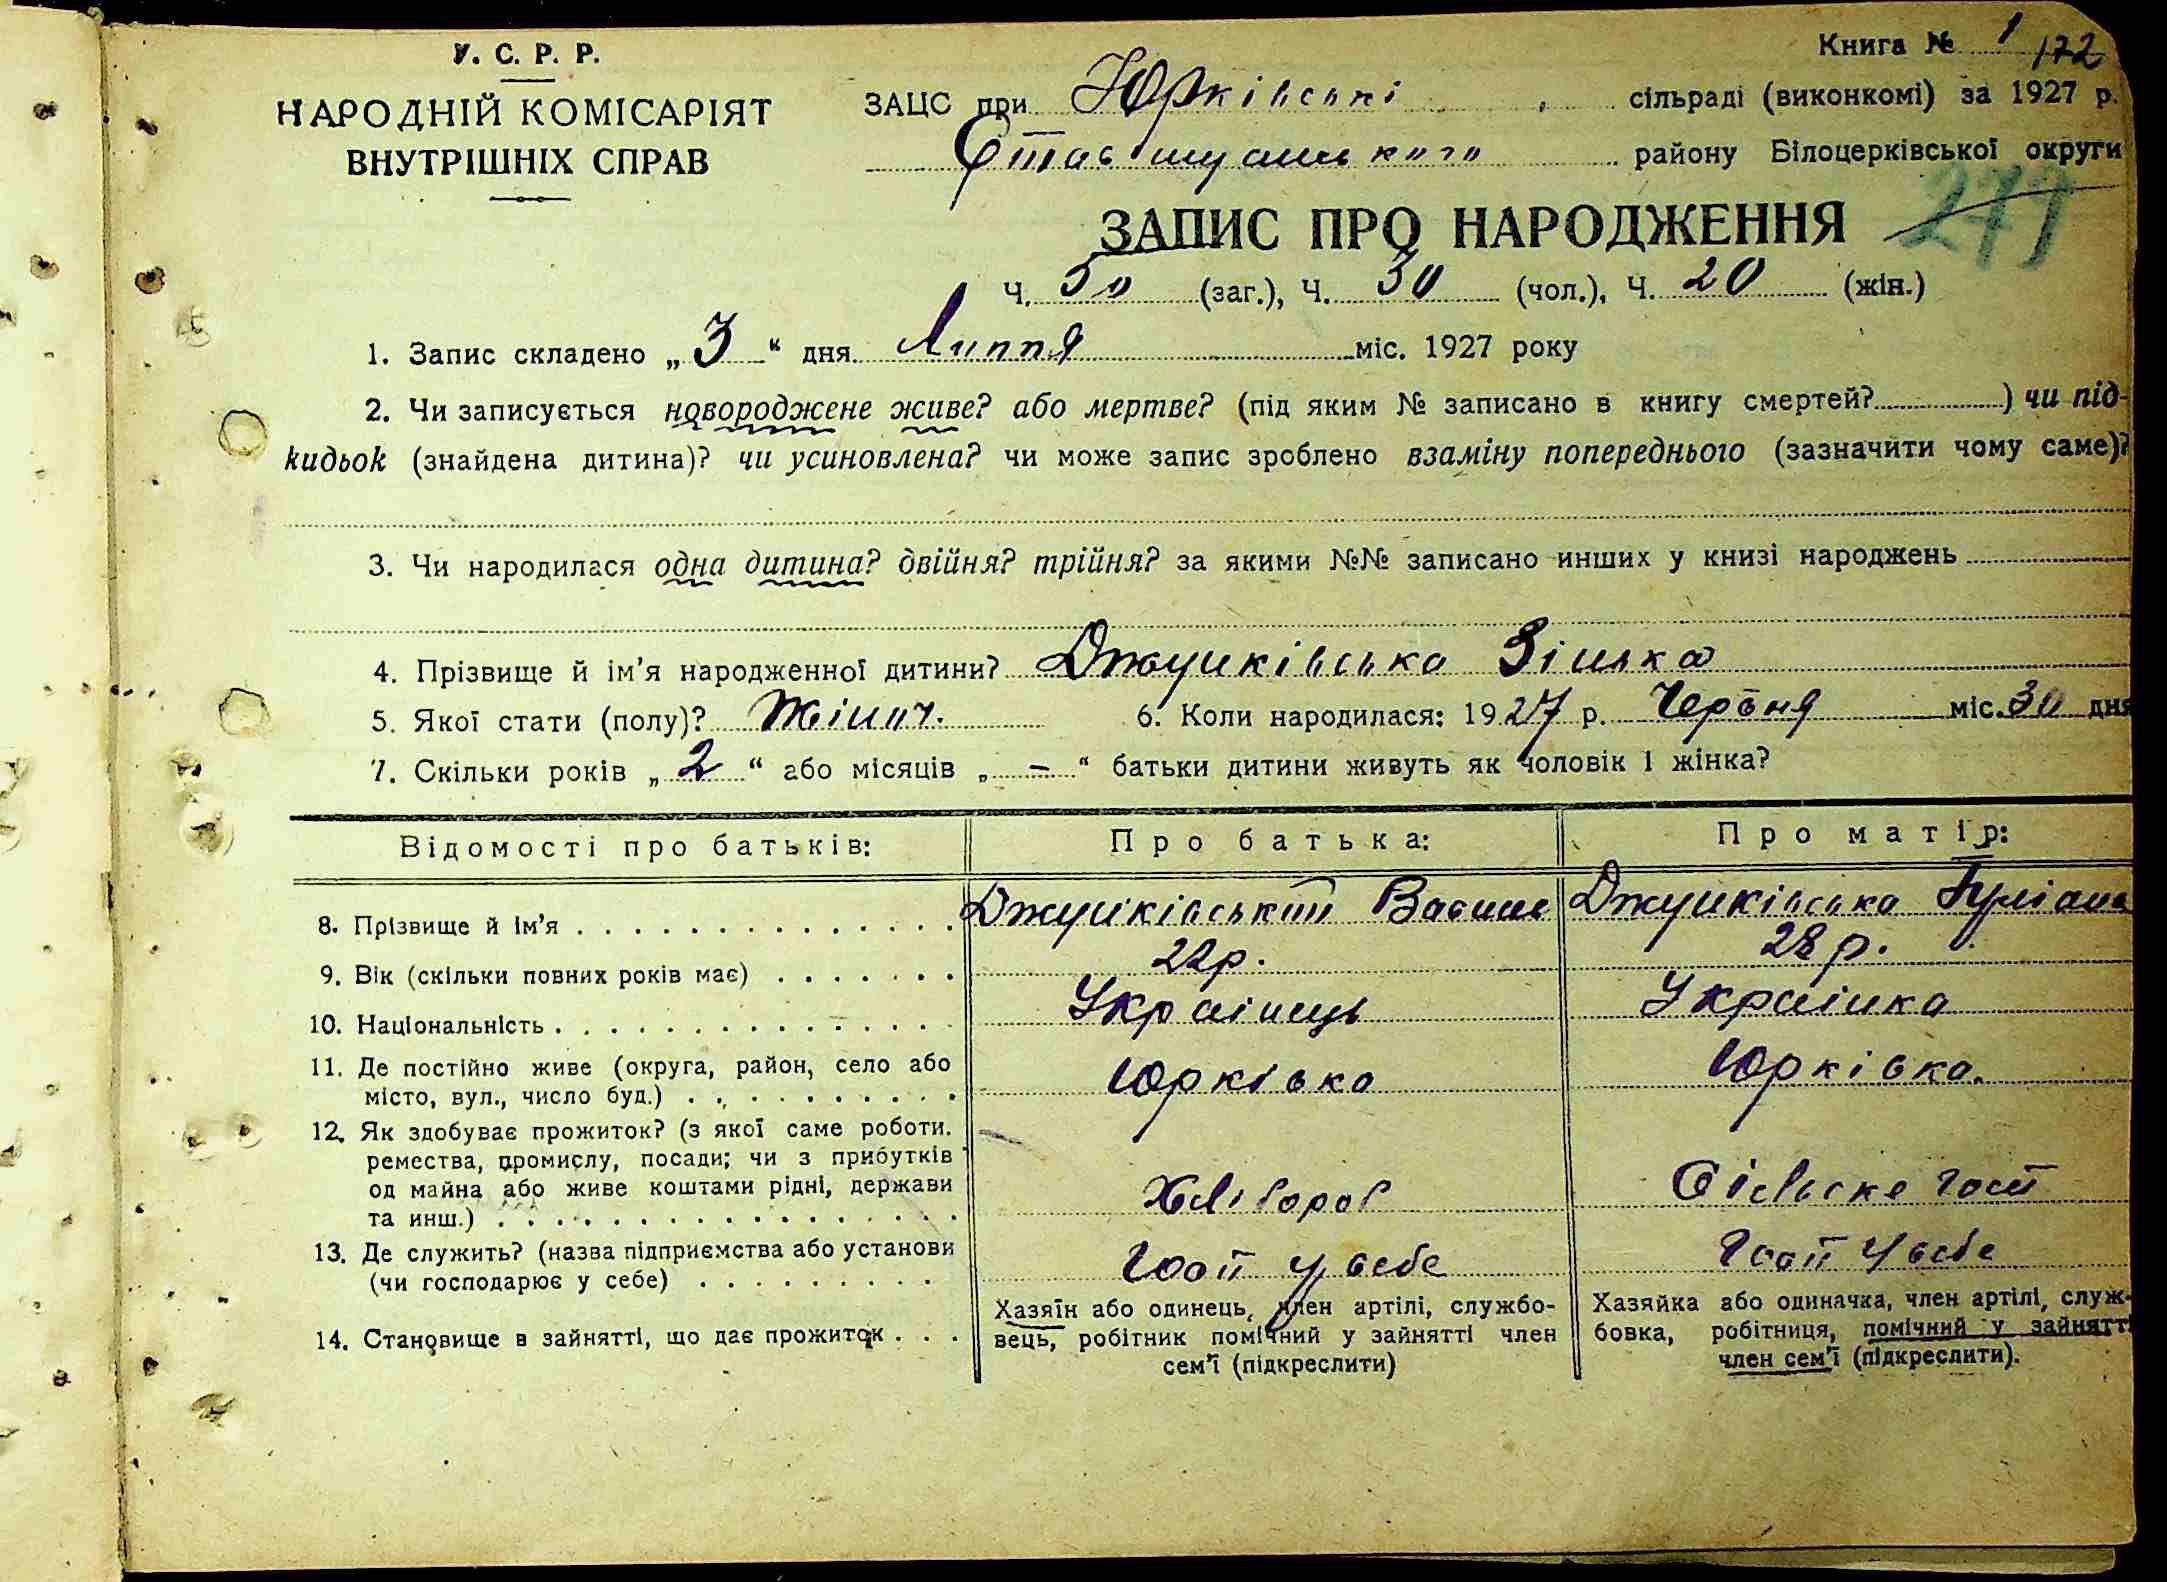 У. С. Р. Р.
НАРОДНІЙ КОМІСАРІЯТ
ВНУТРІШНІХ СПРАВ
Книга № 1 172
ЗАЦС при Юрківські сільраді (виконкомі) за 1927 р.
району Білоцерківської округи
277
ЗАПИС ПРО НАРОДЖЕННЯ
Ч. 50 (заг.), Ч. 30 (чол.), Ч. 20 (жін.)
1. Запис складено „ 3 “ дня Липня міс. 1927 року
2. Чи записується новороджене живе? або мертве? (під яким № записано в книгу смертей? ) чи під-
кидьок (знайдена дитина)? чи усиновлена? чи може запис зроблено взаміну попереднього (зазначити чому саме)?
3. Чи народилася одна дитина? двійня? трійня? за якими №№ записано инших у книзі народжень
4. Прізвище й ім’я народженної дитини? Джушківська Зінька
5. Якої стати (полу)? Жіноч. 6. Коли народилася: 1927 р. Червня міс. 30 дня
7. Скільки років „ 2 “ або місяців „ – “ батьки дитини живуть як чоловік і жінка?
Відомості про батьків: Про батька: Про матір:
8. Прізвище й ім’я . . . . . . . . . . . . . . . Джушківський Василь Джушківська
9. Вік (скільки повних років має) . . . . . . . 22р. 28р.
10. Національність . . . . . . . . . . . . . . . . Українець Українка
11. Де постійно живе (округа, район, село або
місто, вул., число буд.) . . . . . . . . . . Юрківка Юрківка.
12. Як здобуває прожиток? (з якої саме роботи.
ремества, промислу, посади; чи з прибутків
од майна або живе коштами рідні, держави
та инш.) . . . . . . . . . . . . . . . . . . Хлібороб Сільске госп
13. Де служить? (назва підприємства або установи
(чи господарює у себе) . . . . . . . . . Госп у себе Госп у себе
14. Становище в зайнятті, що дає прожиток . . .
Хазяїн або одинець, член артілі, службо-
вець, робітник помічний у зайнятті член
сем’ї (підкреслити)
Хазяйка або одиначка, член артілі, служ-
бовка, робітниця, помічний у зайнятті
член сем’ї (підкреслити).